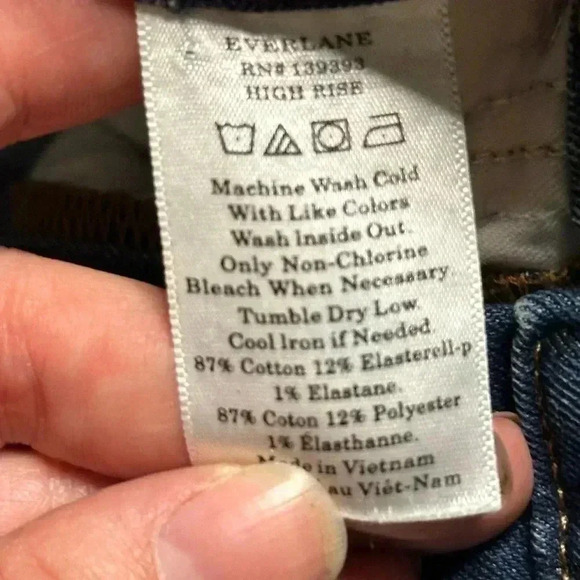 EVERLANE
RN# 139393
HIGH RISE
Machine Wash Cold
With Like Colors
Wash Inside Out.
Only Non-Chlorine
Bleach When Necessary.
Tumble Dry Low.
Cool Iron if Needed.
87% Cotton 12% Elasterell-p
1% Elastane.
87% Coton 12% Polyester
1% Élasthanne.
Made in Vietnam
au Viêt-Nam